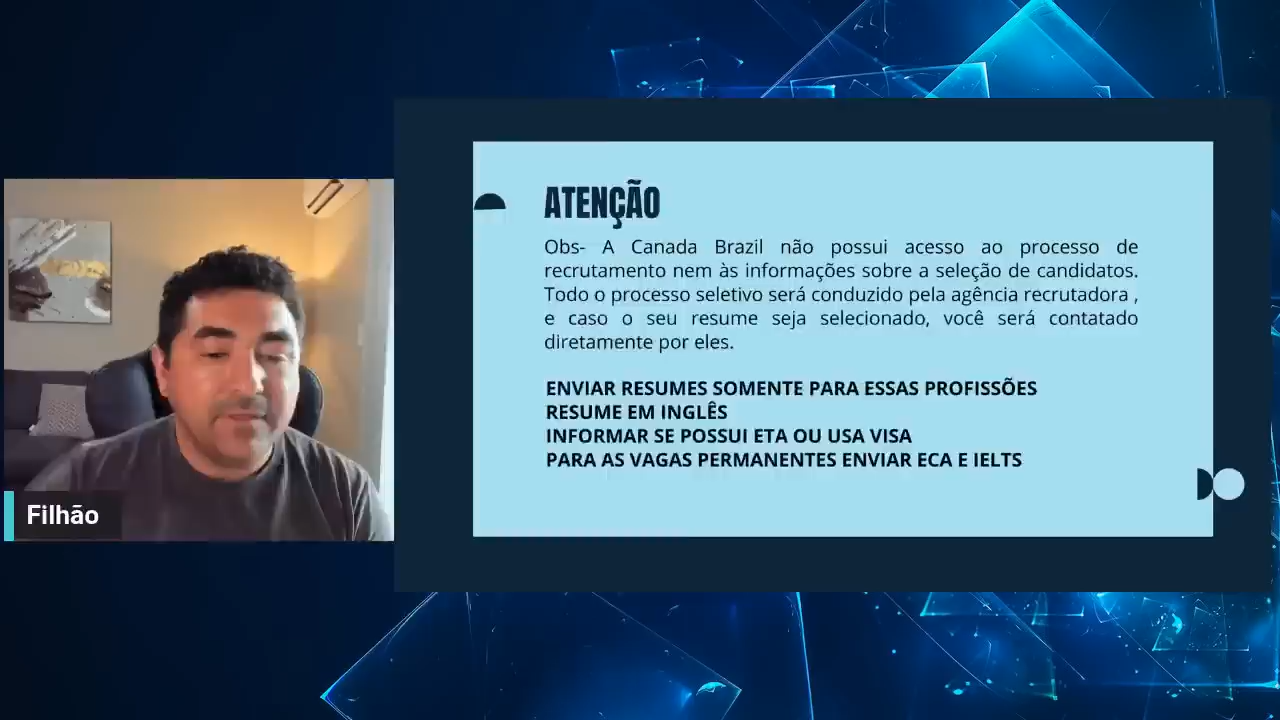 ATENÇÃO
Obs- A Canada Brazil não possui acesso ao processo de
recrutamento nem às informações sobre a seleção de candidatos.
Todo o processo seletivo será conduzido pela agência recrutadora ,
e caso o seu resume seja selecionado, você será contatado
diretamente por eles.
ENVIAR RESUMES SOMENTE PARA ESSAS PROFISSÕES
RESUME EM INGLÊS
INFORMAR SE POSSUI ETA OU USA VISA
PARA AS VAGAS PERMANENTES ENVIAR ECA E IELTS
Filhão